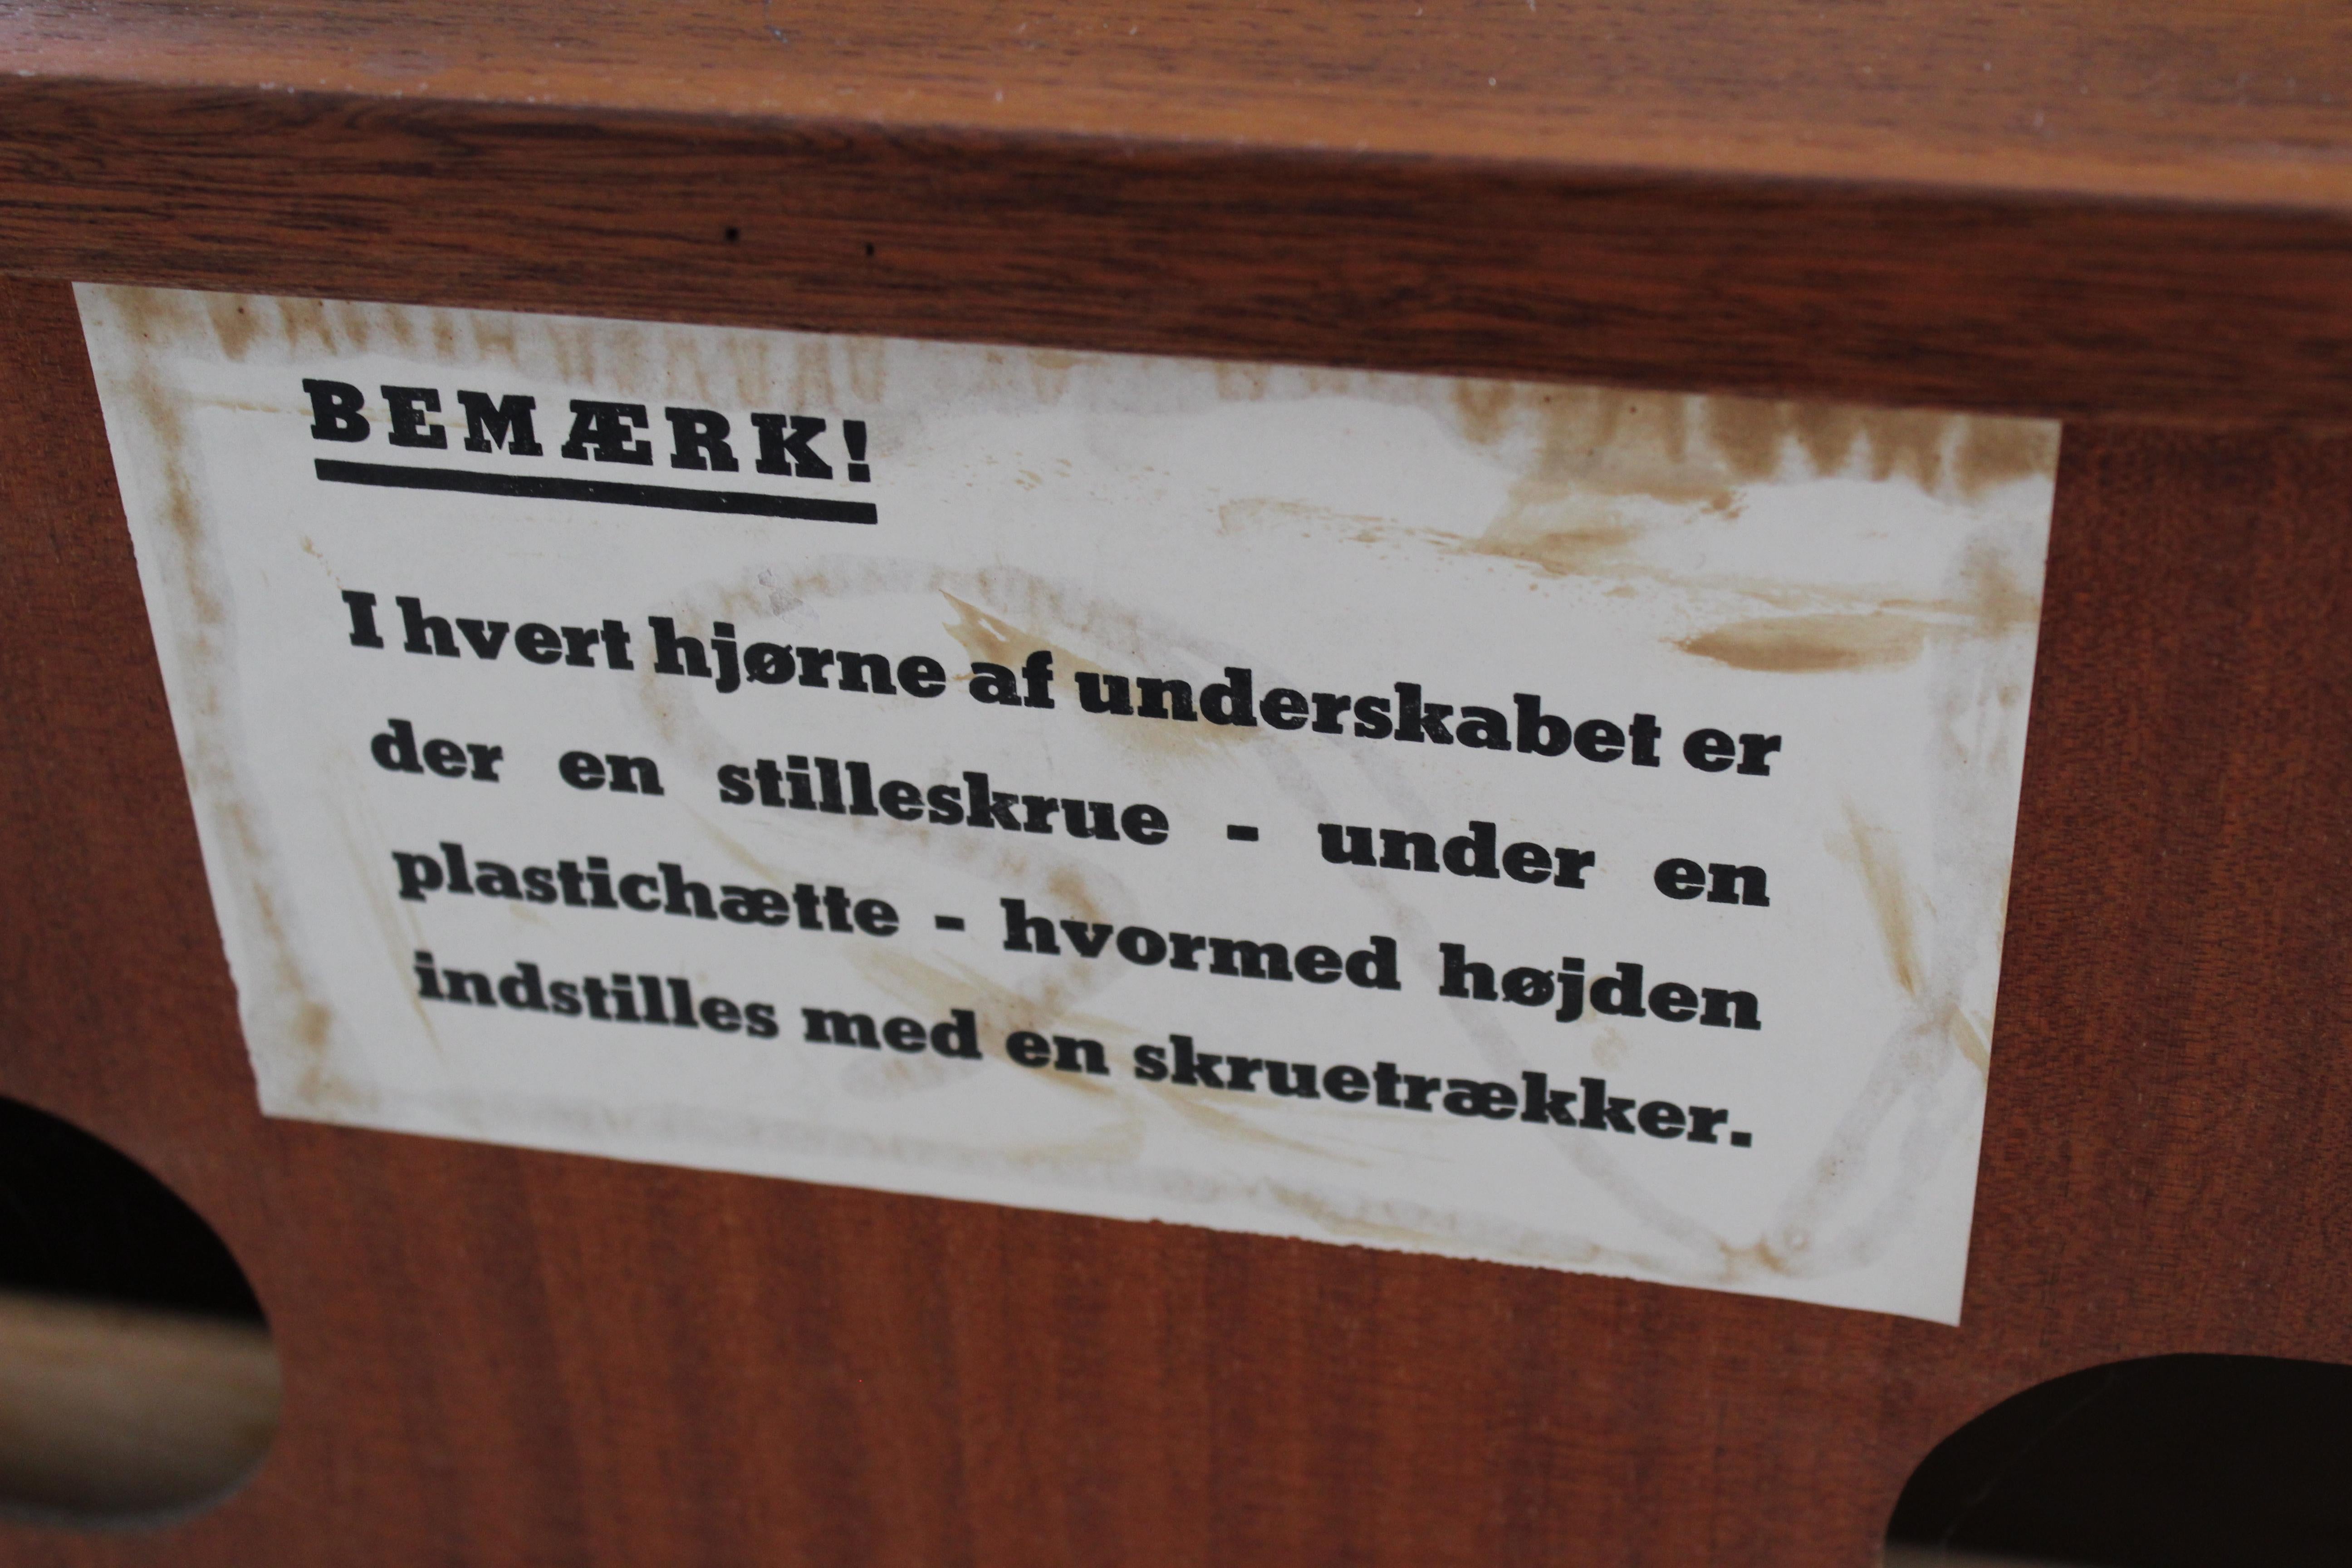 BEMÆRK!
I hvert hjørne af underskabet er
der en stilleskrue - under en
plastichætte - hvormed højden
indstilles med en skruetrækker.